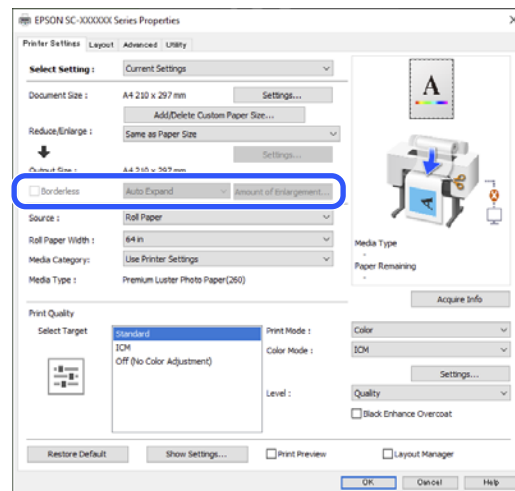 EPSON SC-XXXXXX Series Properties
Printer Settings Layout Advanced Utility
Select Setting : Current Settings
Document Size : A4 210 x 297 mm Settings...
Add/Delete Custom Paper Size...
Reduce/Enlarge : Same as Paper Size
Settings...
Output Size : A4 210 x 297 mm
Borderless Auto Expand Amount of Enlargement...
Source : Roll Paper
Roll Paper Width : 64 in
Media Category: Use Printer Settings
Media Type : Premium Luster Photo Paper(260)
A
Media Type
-
Paper Remaining
-
Acquire Info
Print Quality
Select Target
Standard
ICM
Off (No Color Adjustment)
Print Mode : Color
Color Mode : ICM
Settings...
Level : Quality
Black Enhance Overcoat
Restore Default Show Settings... Print Preview Layout Manager
OK Cancel Help